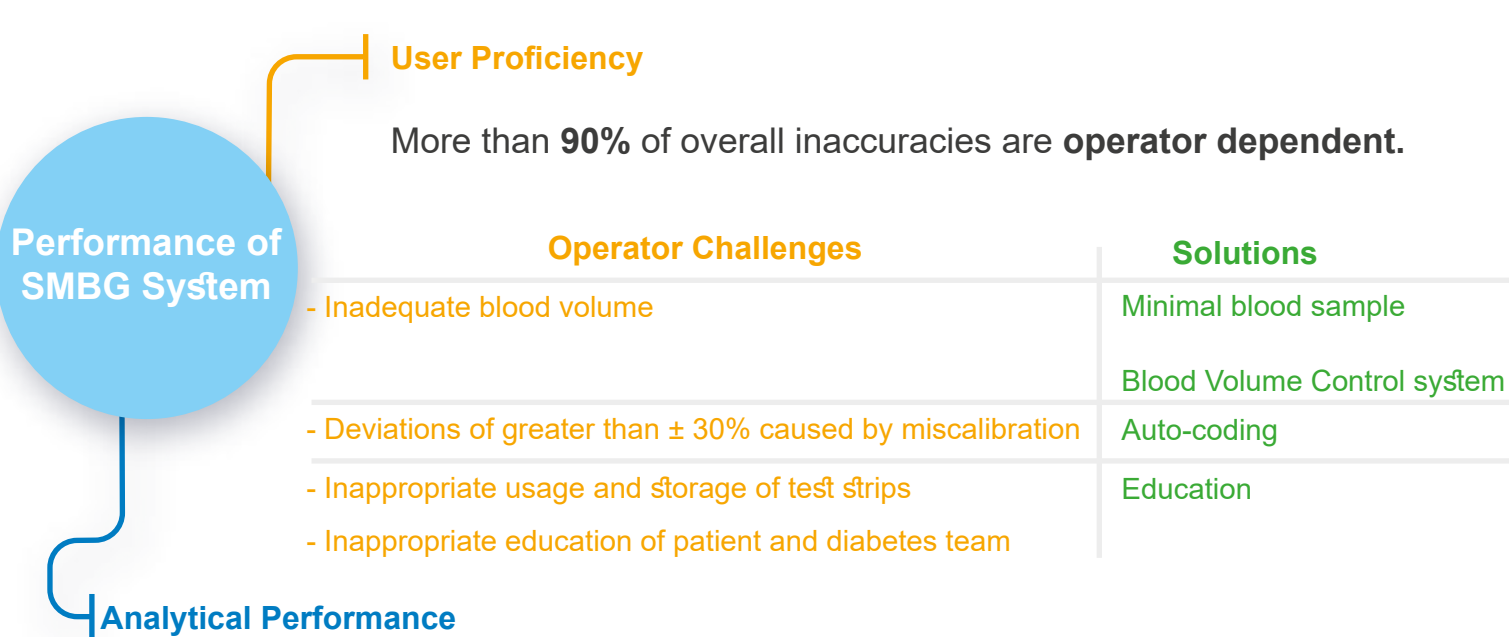 User Proficiency
More than 90% of overall inaccuracies are operator dependent.
Performance of
SMBG System
Operator Challenges
Solutions
- Inadequate blood volume
Minimal blood sample
Blood Volume Control system
- Deviations of greater than ± 30% caused by miscalibration
Auto-coding
- Inappropriate usage and storage of test strips
Education
- Inappropriate education of patient and diabetes team
Analytical Performance